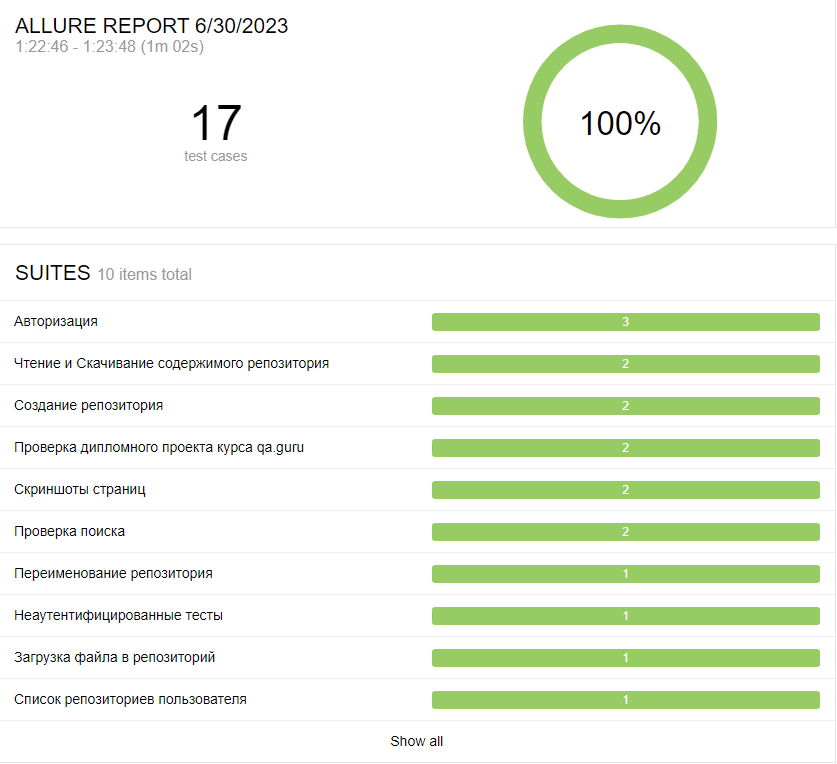 ALLURE REPORT 6/30/2023
1:22:46 - 1:23:48 (1m 02s)
17
test cases
100%
SUITES 10 items total
Авторизация 3
Чтение и Скачивание содержимого репозитория 2
Создание репозитория 2
Проверка дипломного проекта курса qa.guru 2
Скриншоты страниц 2
Проверка поиска 2
Переименование репозитория 1
Неаутентифицированные тесты 1
Загрузка файла в репозиторий 1
Список репозиториев пользователя 1
Show all